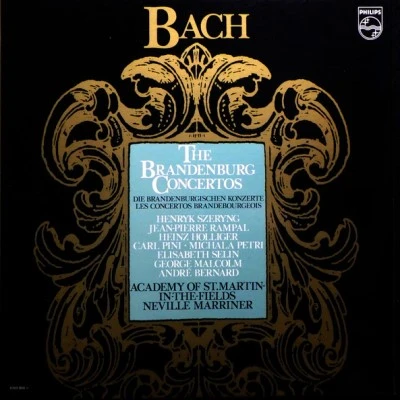 BACH
PHILIPS
THE
BRANDENBURG
CONCERTOS
DIE BRANDENBURGISCHEN KONZERTE
LES CONCERTOS BRANDEBOURGEOIS
HENRYK SZERYNG
JEAN-PIERRE RAMPAL
HEINZ HOLLIGER
CARL PINI · MICHALA PETRI
ELISABETH SELIN
GEORGE MALCOLM
ANDRÉ BERNARD
ACADEMY OF ST. MARTIN-
IN-THE-FIELDS
NEVILLE MARRINER